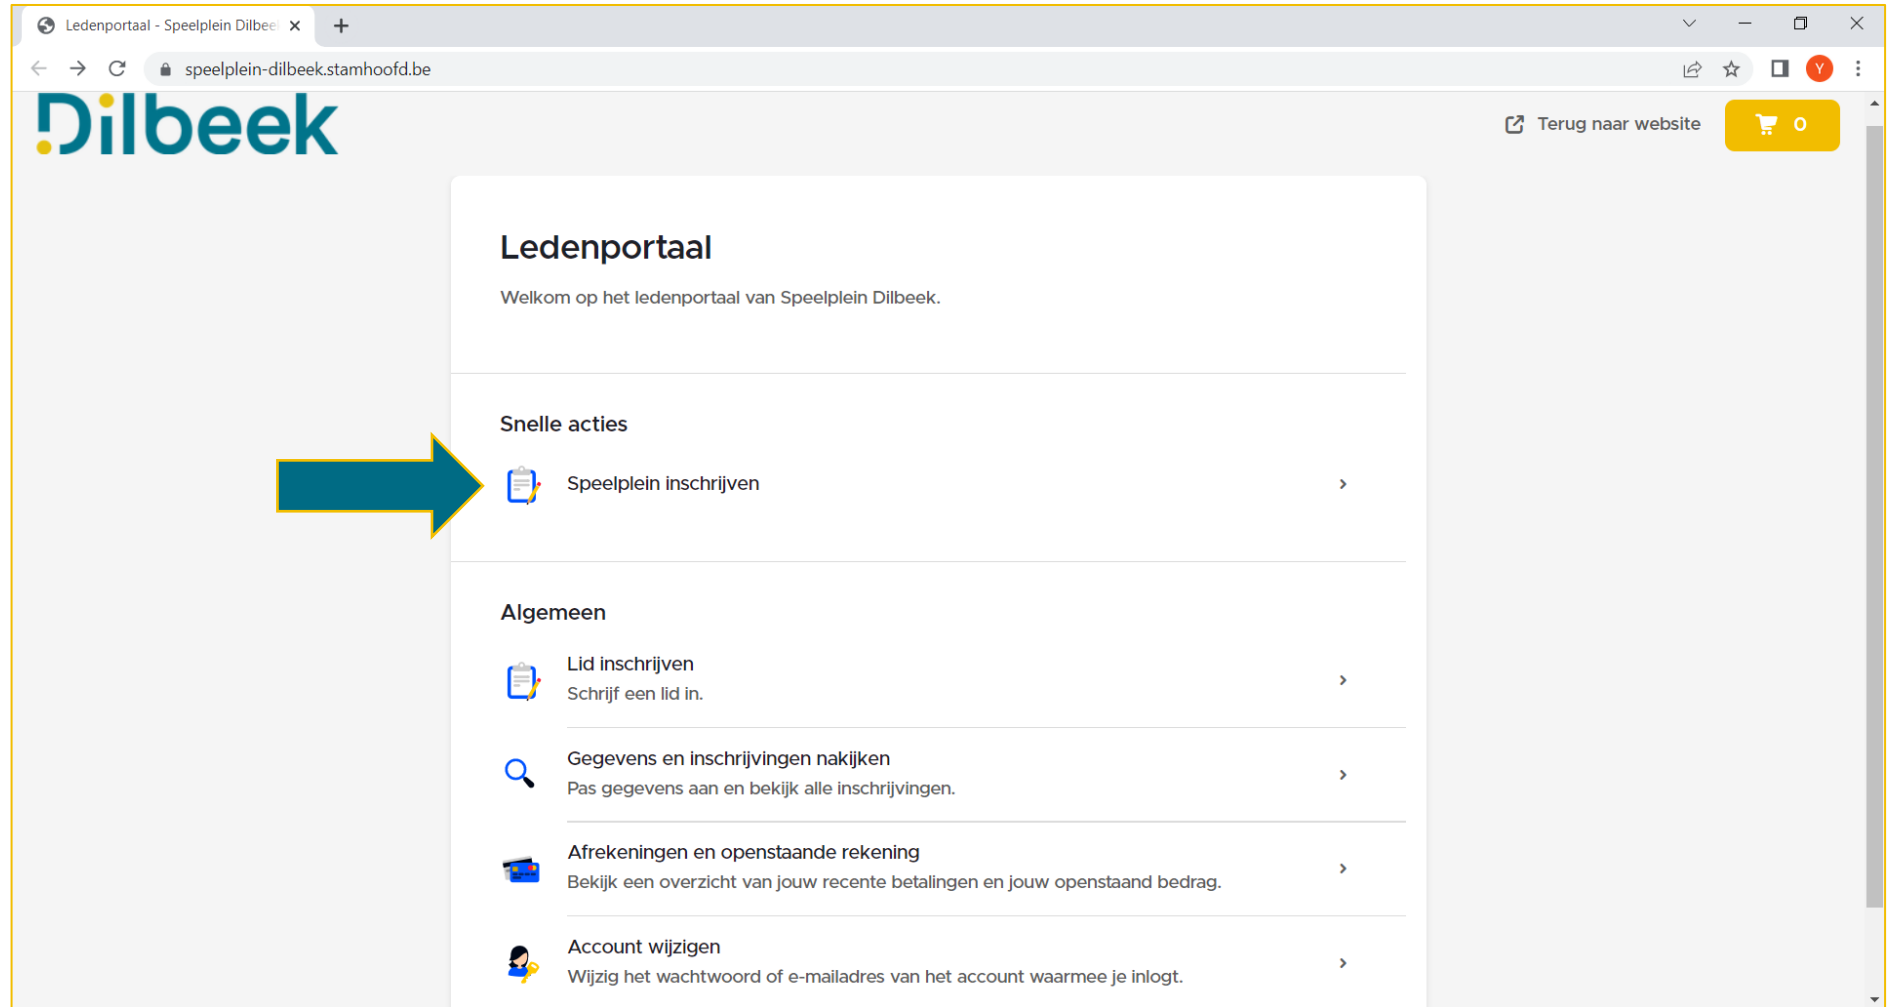 Ledenportaal - Speelplein Dilbee
speelplein-dilbeek.stamhoofd.be
Y
Dilbeek
Terug naar website
0
Ledenportaal
Welkom op het ledenportaal van Speelplein Dilbeek.
Snelle acties
Speelplein inschrijven
Algemeen
Lid inschrijven
Schrijf een lid in.
Gegevens en inschrijvingen nakijken
Pas gegevens aan en bekijk alle inschrijvingen.
Afrekeningen en openstaande rekening
Bekijk een overzicht van jouw recente betalingen en jouw openstaand bedrag.
Account wijzigen
Wijzig het wachtwoord of e-mailadres van het account waarmee je inlogt.